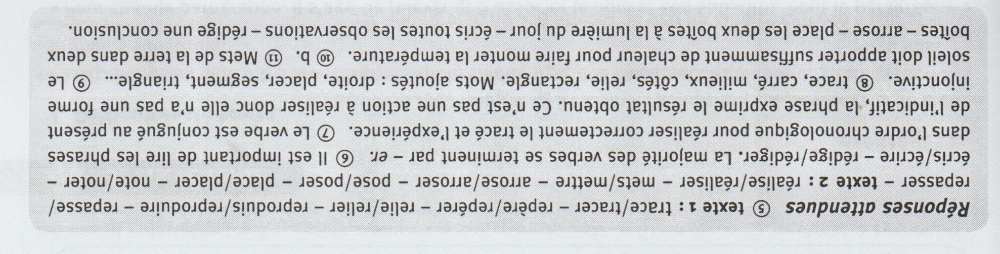 Réponses attendues ⑤ texte 1 : trace/tracer – repère/repérer – relie/relier – reproduis/reproduire – repasse/
repasser – texte 2 : réalise/réaliser – mets/mettre – arrose/arroser – pose/poser – place/placer – note/noter –
écris/écrire – rédige/rédiger. La majorité des verbes se terminent par – er. ⑥ Il est important de lire les phrases
dans l'ordre chronologique pour réaliser correctement le tracé et l'expérience. ⑦ Le verbe est conjugué au présent
de l'indicatif, la phrase exprime le résultat obtenu. Ce n'est pas une action à réaliser donc elle n'a pas une forme
injonctive. ⑧ trace, carré, milieux, côtés, relie, rectangle. Mots ajoutés : droite, placer, segment, triangle... ⑨ Le
soleil doit apporter suffisamment de chaleur pour faire monter la température. ⑩ b. ⑪ Mets de la terre dans deux
boîtes – arrose – place les deux boîtes à la lumière du jour – écris toutes les observations – rédige une conclusion.